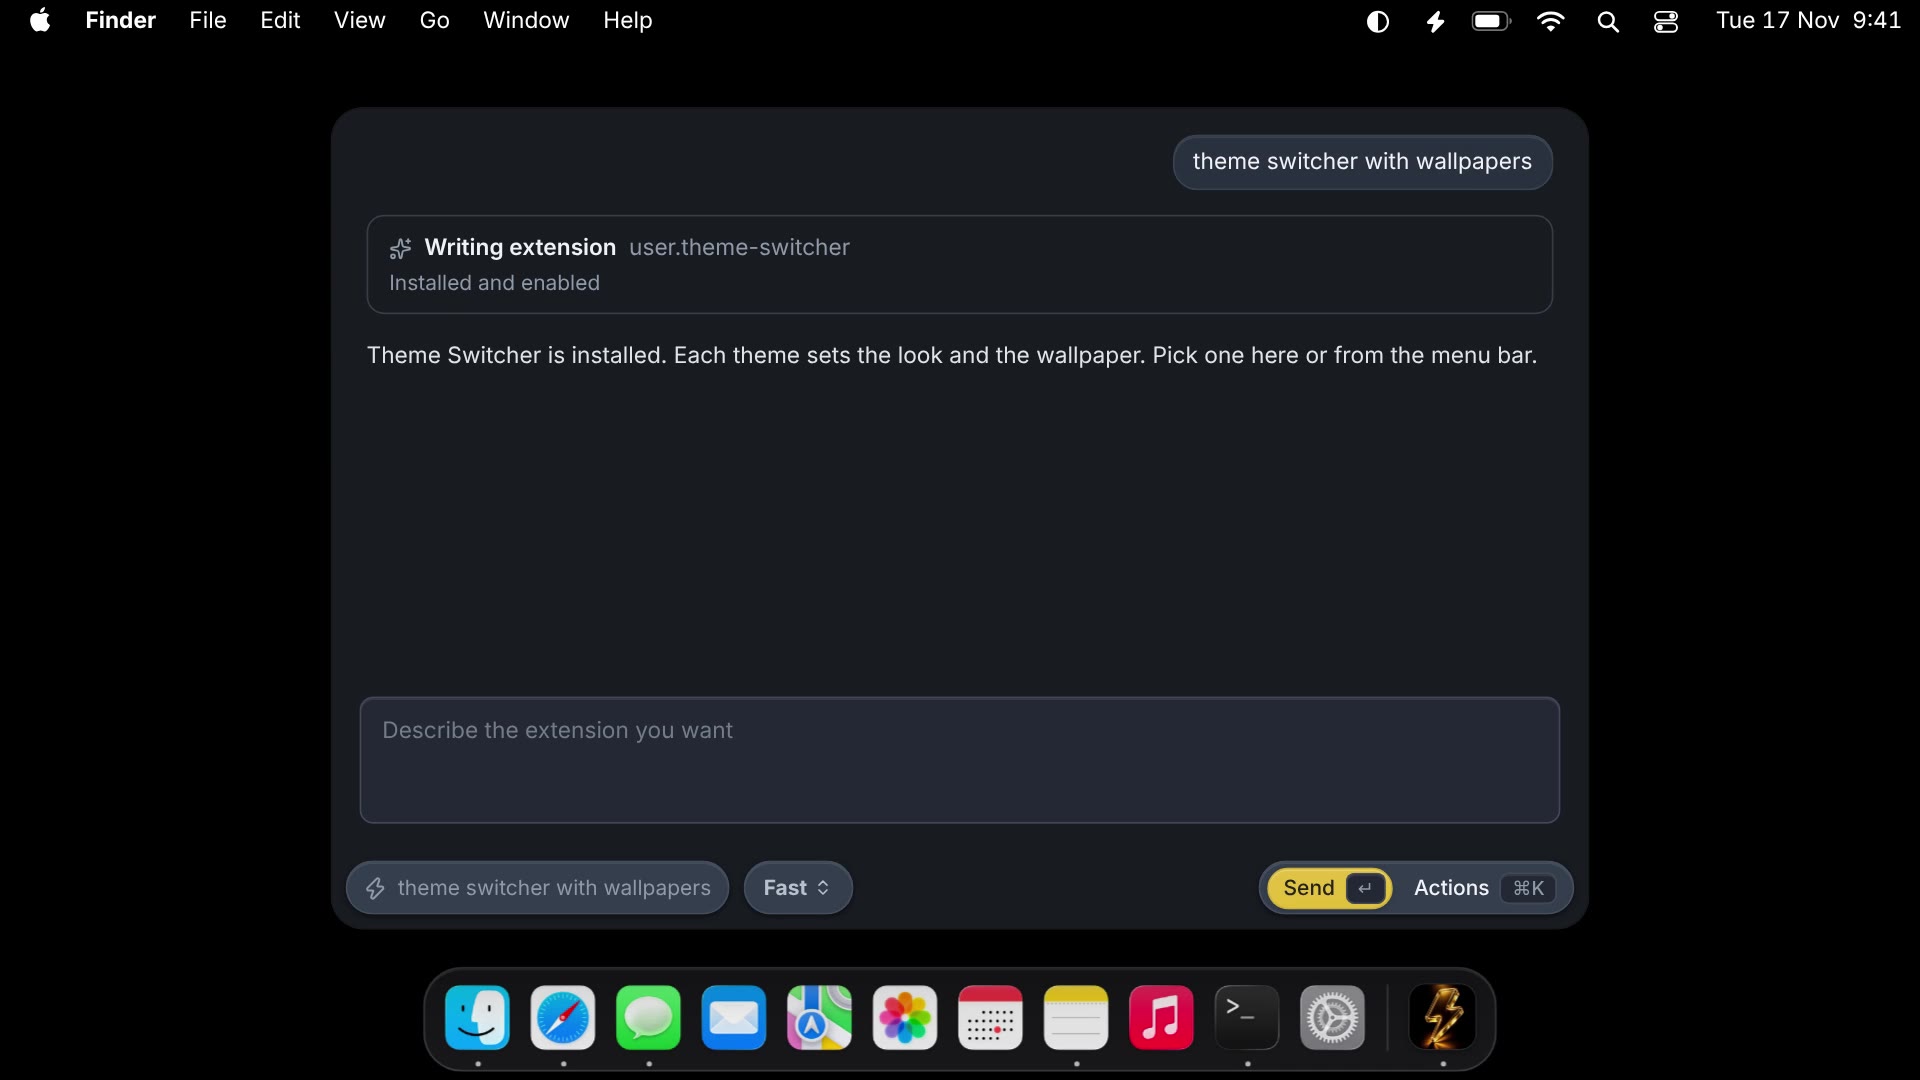 Finder File Edit View Go Window Help Tue 17 Nov 9:41
theme switcher with wallpapers
Writing extension user.theme-switcher
Installed and enabled
Theme Switcher is installed. Each theme sets the look and the wallpaper. Pick one here or from the menu bar.
Describe the extension you want
theme switcher with wallpapers Fast Send ↵ Actions ⌘K
>_